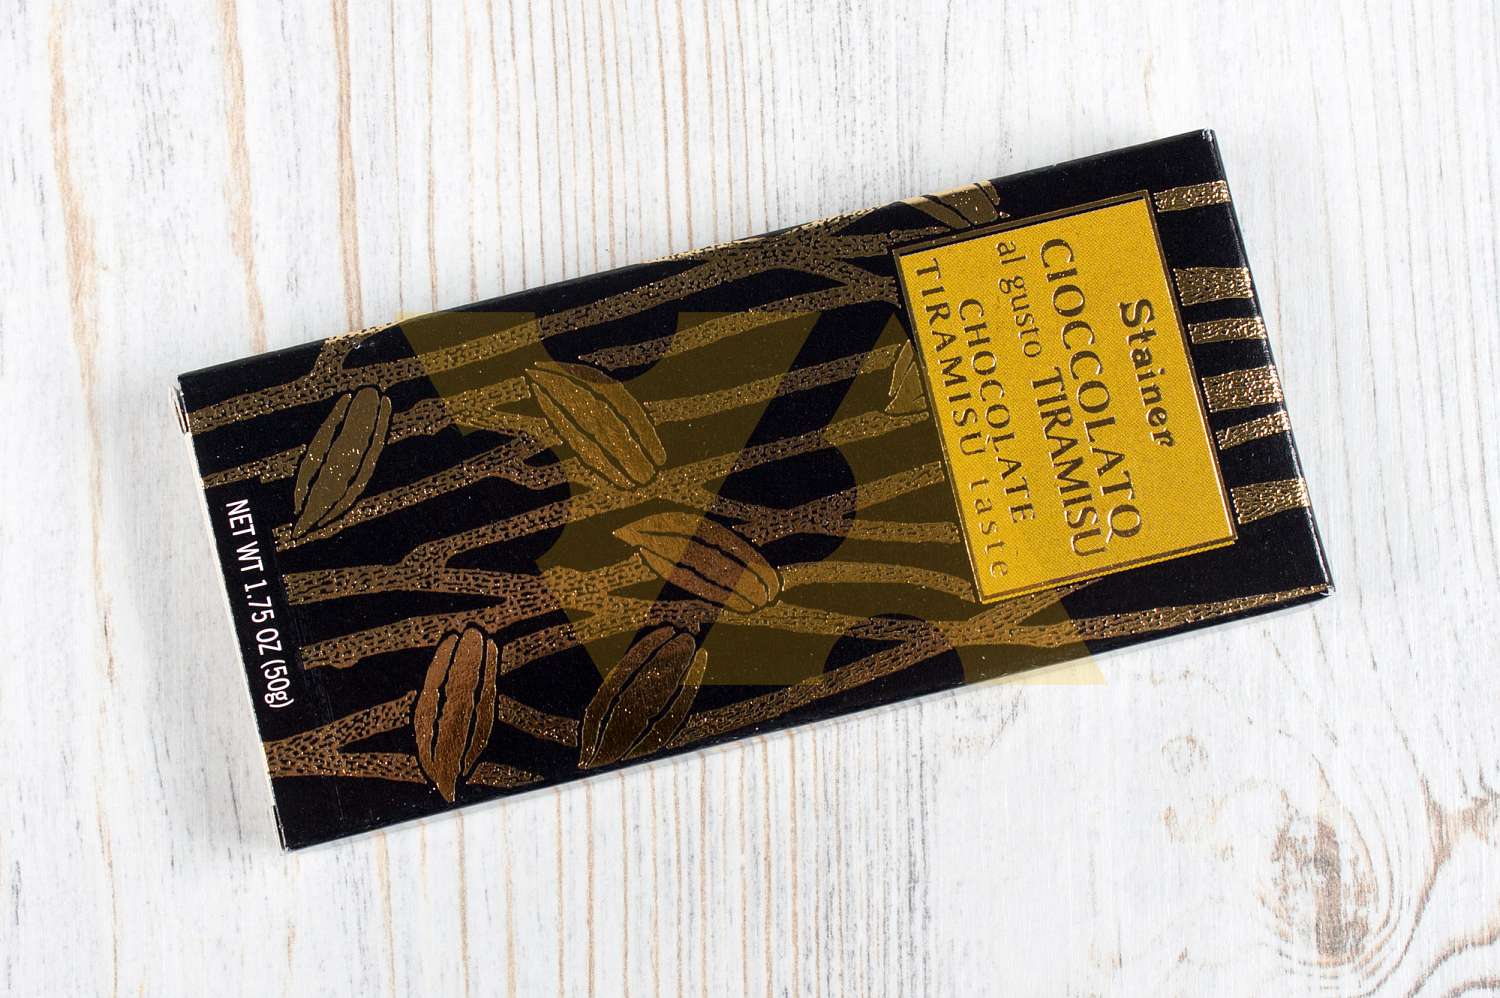 Stainer
CIOCCOLATO
al gusto TIRAMISU
CHOCOLATE
TIRAMISU taste
NET WT 1.75 OZ (50g)